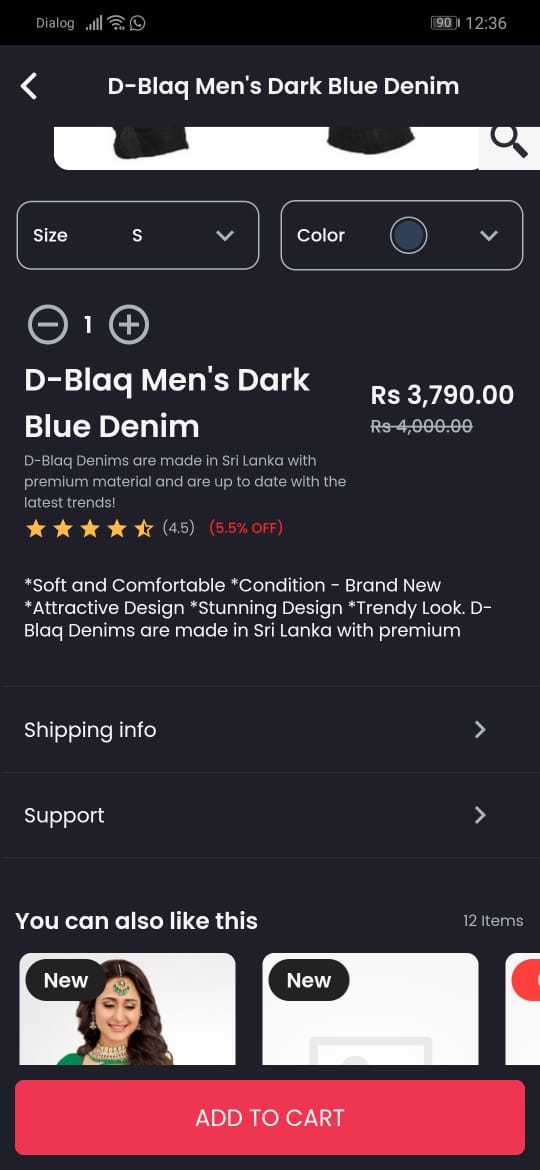 Dialog
90 12:36
D-Blaq Men's Dark Blue Denim
Size S
Color
1
D-Blaq Men's Dark
Blue Denim
Rs 3,790.00
Rs 4,000.00
D-Blaq Denims are made in Sri Lanka with
premium material and are up to date with the
latest trends!
(4.5) (5.5% OFF)
*Soft and Comfortable *Condition - Brand New
*Attractive Design *Stunning Design *Trendy Look. D-
Blaq Denims are made in Sri Lanka with premium
Shipping info
Support
You can also like this
12 Items
New
New
ADD TO CART